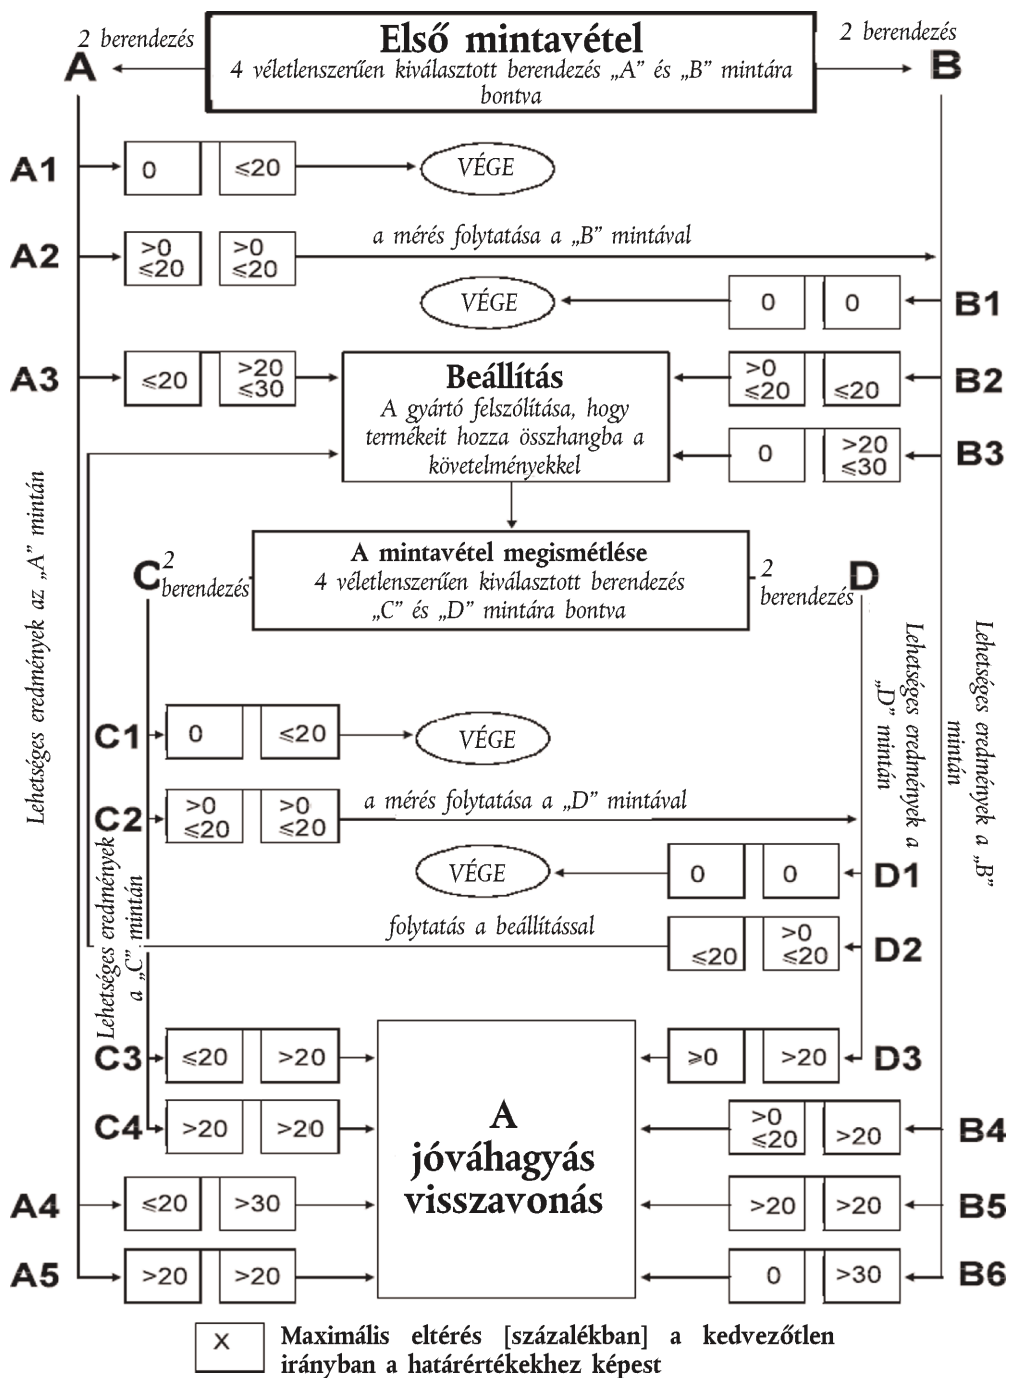 2 berendezés
Első mintavétel
2 berendezés
A
4 véletlenszerűen kiválasztott berendezés „A” és „B” mintára
bontva
B
A1
0
≤20
VÉGE
A2
>0
≤20
>0
≤20
a mérés folytatása a „B” mintával
VÉGE
0
0
B1
A3
≤20
>20
≤30
Beállítás
A gyártó felszólítása, hogy
termékeit hozza összhangba a
követelményekkel
>0
≤20
≤20
B2
0
>20
≤30
B3
Lehetséges eredmények az „A” mintán
C
2
berendezés
A mintavétel megismétlése
4 véletlenszerűen kiválasztott berendezés
„C” és „D” mintára bontva
2
berendezés
D
Lehetséges eredmények a
„D” mintán
Lehetséges eredmények a „B”
mintán
C1
0
≤20
VÉGE
C2
>0
≤20
>0
≤20
a mérés folytatása a „D” mintával
Lehetséges eredmények
a „C” mintán
VÉGE
0
0
D1
folytatás a beállítással
≤20
>0
≤20
D2
C3
≤20
>20
A
jóváhagyás
visszavonás
≥0
>20
D3
C4
>20
>20
>0
≤20
>20
B4
A4
≤20
>30
>20
>20
B5
A5
>20
>20
0
>30
B6
X
Maximális eltérés [százalékban] a kedvezőtlen
irányban a határértékekhez képest